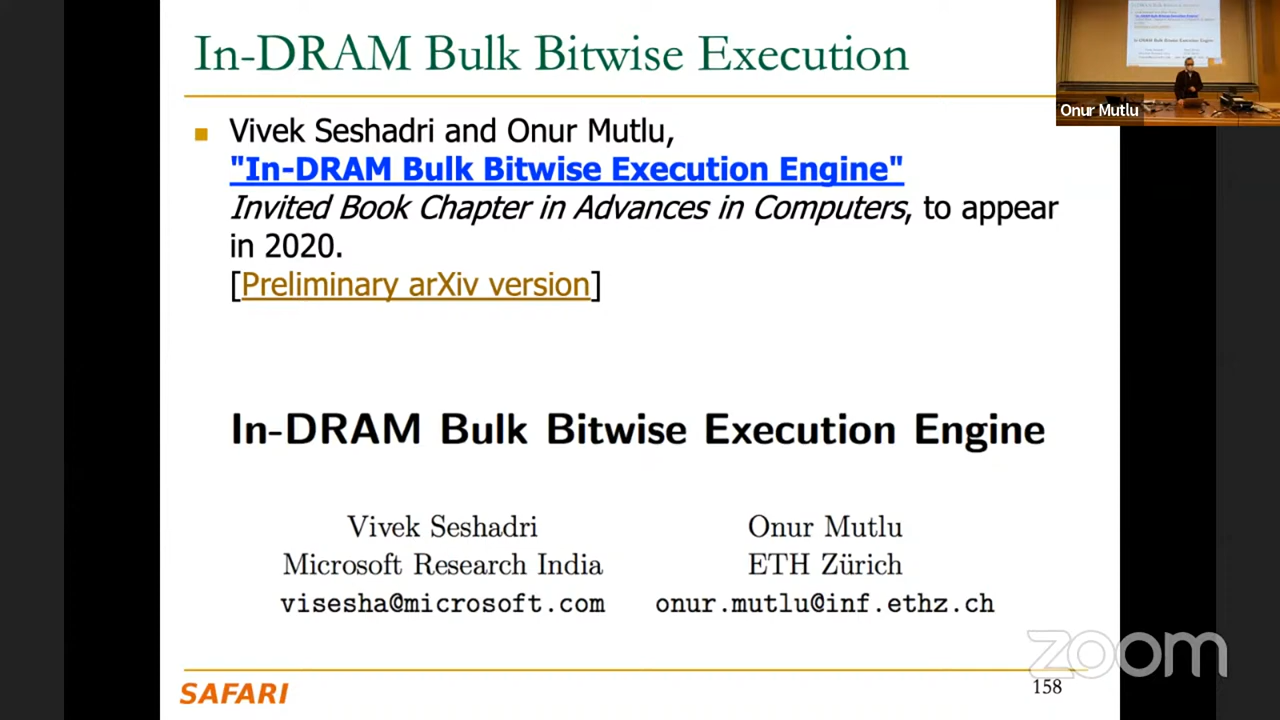 In-DRAM Bulk Bitwise Execution
Onur Mutlu
Vivek Seshadri and Onur Mutlu,
"In-DRAM Bulk Bitwise Execution Engine"
Invited Book Chapter in Advances in Computers, to appear
in 2020.
[Preliminary arXiv version]
In-DRAM Bulk Bitwise Execution Engine
Vivek Seshadri
Microsoft Research India
visesha@microsoft.com
Onur Mutlu
ETH Zürich
onur.mutlu@inf.ethz.ch
zoom
SAFARI
158